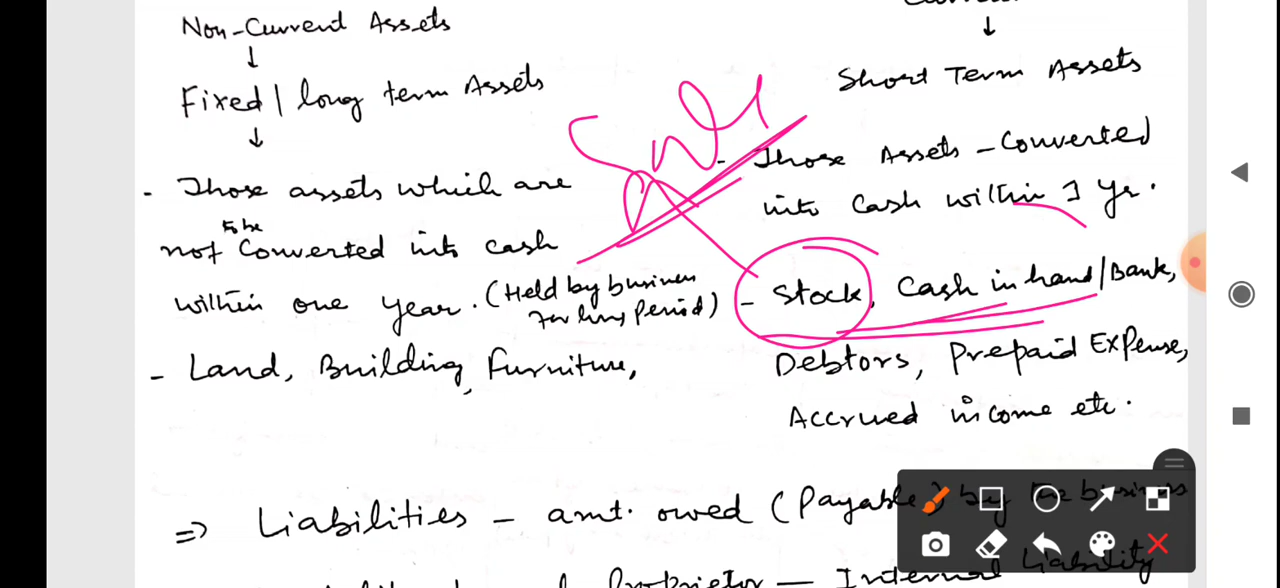 Non-Current Assets
↓
Fixed / long term Assets
↓
- Those assets which are
to be
not Converted into cash
within one year. (Held by business
for long Period)
- Land, Building, Furniture,
↓
Short Term Assets
- Those Assets - Converted
into cash within 1 yr.
- Stock, Cash in hand/Bank,
Debtors, Prepaid Expense,
Accrued income etc.
⇒ Liabilities - amt. owed (Payable) by the business
Proprietor - Internal Liability